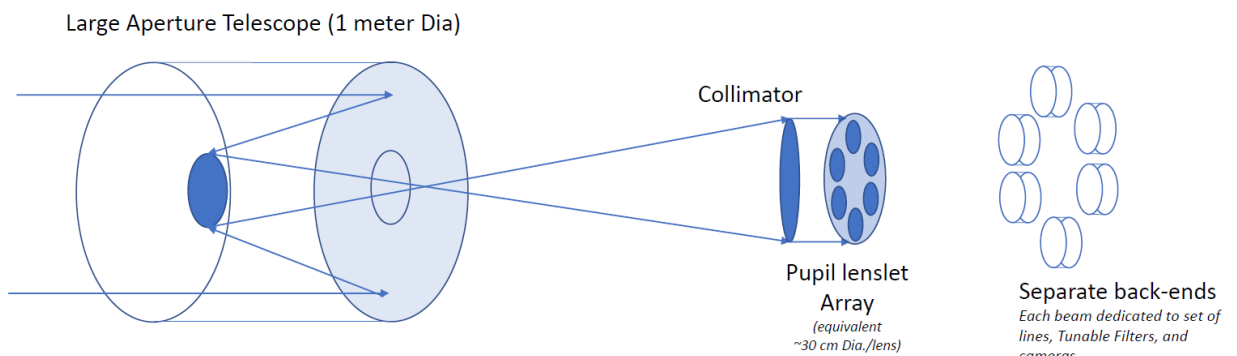 Large Aperture Telescope (1 meter Dia)
Collimator
Pupil lenslet
Array
(equivalent
~30 cm Dia./lens)
Separate back-ends
Each beam dedicated to set of
lines, Tunable Filters, and
cameras